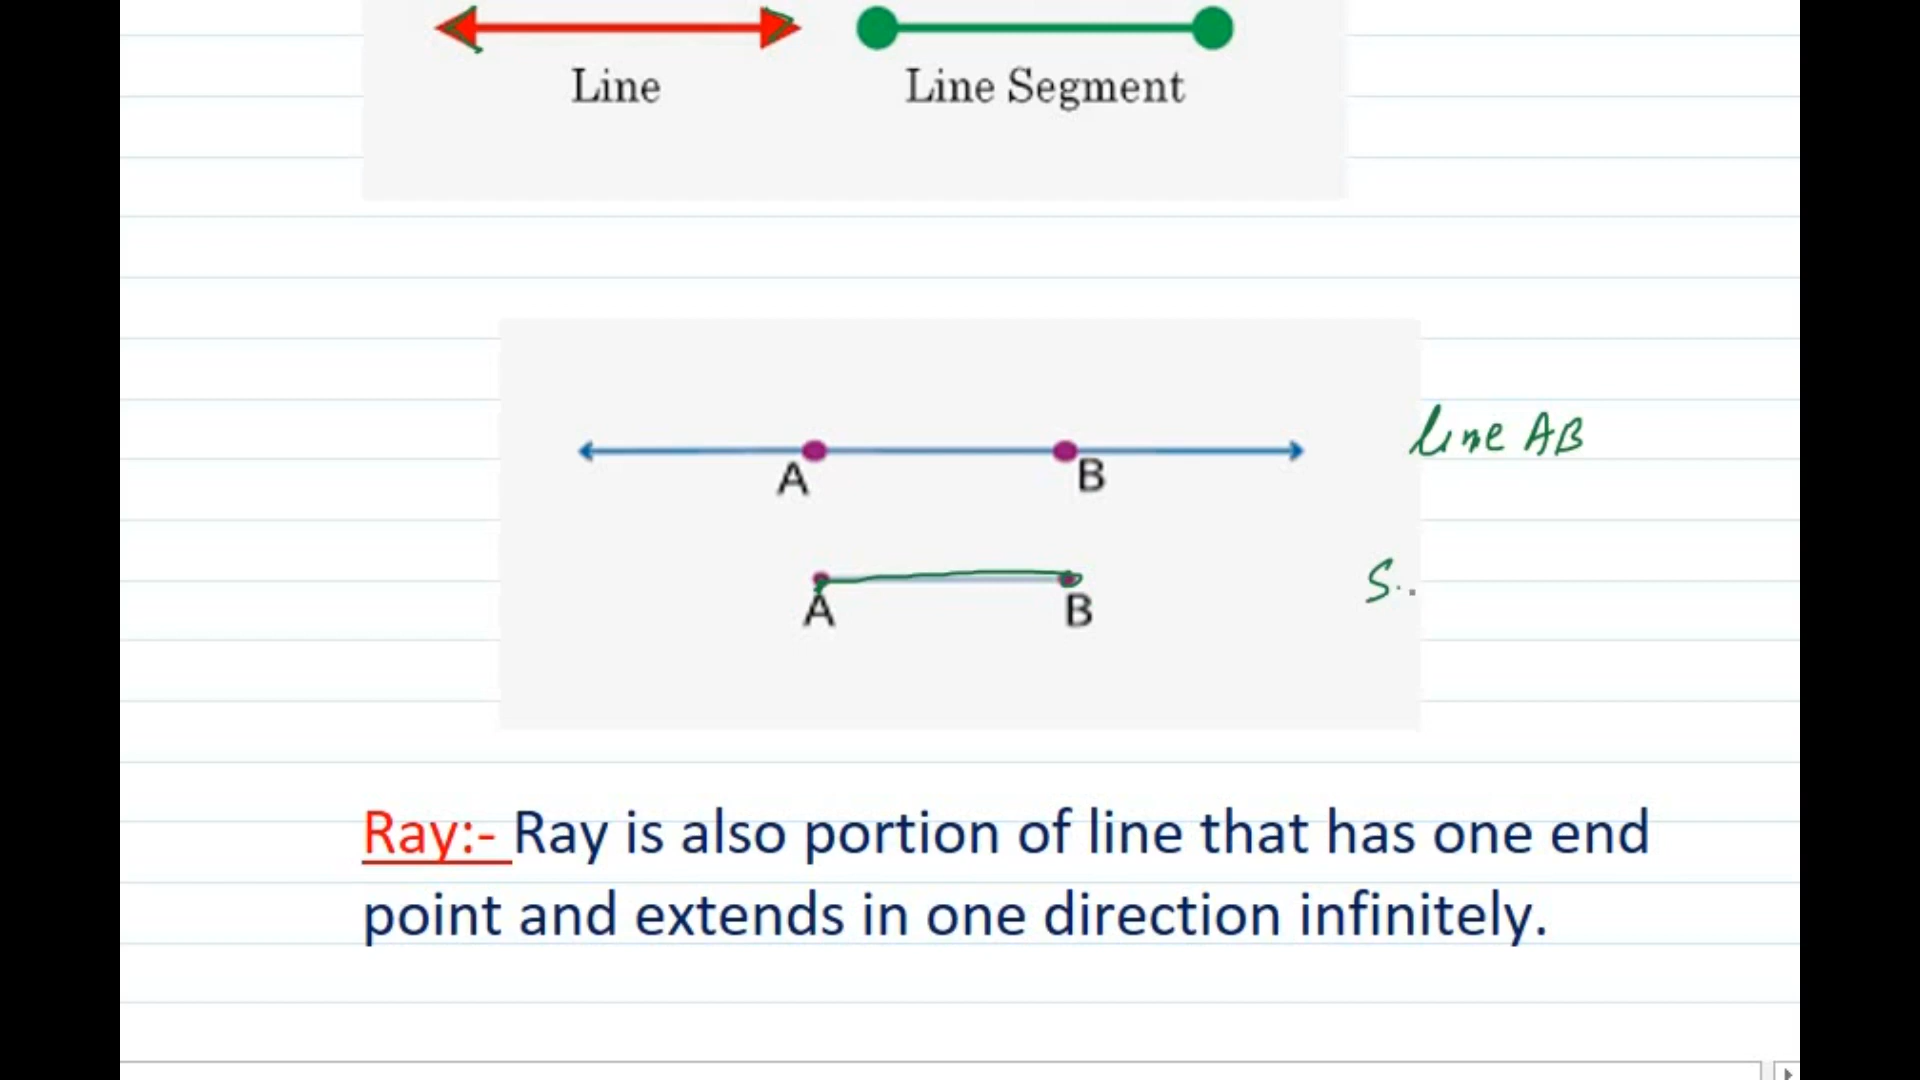 Line Line Segment
line AB
A B
S.
A B
Ray:- Ray is also portion of line that has one end
point and extends in one direction infinitely.